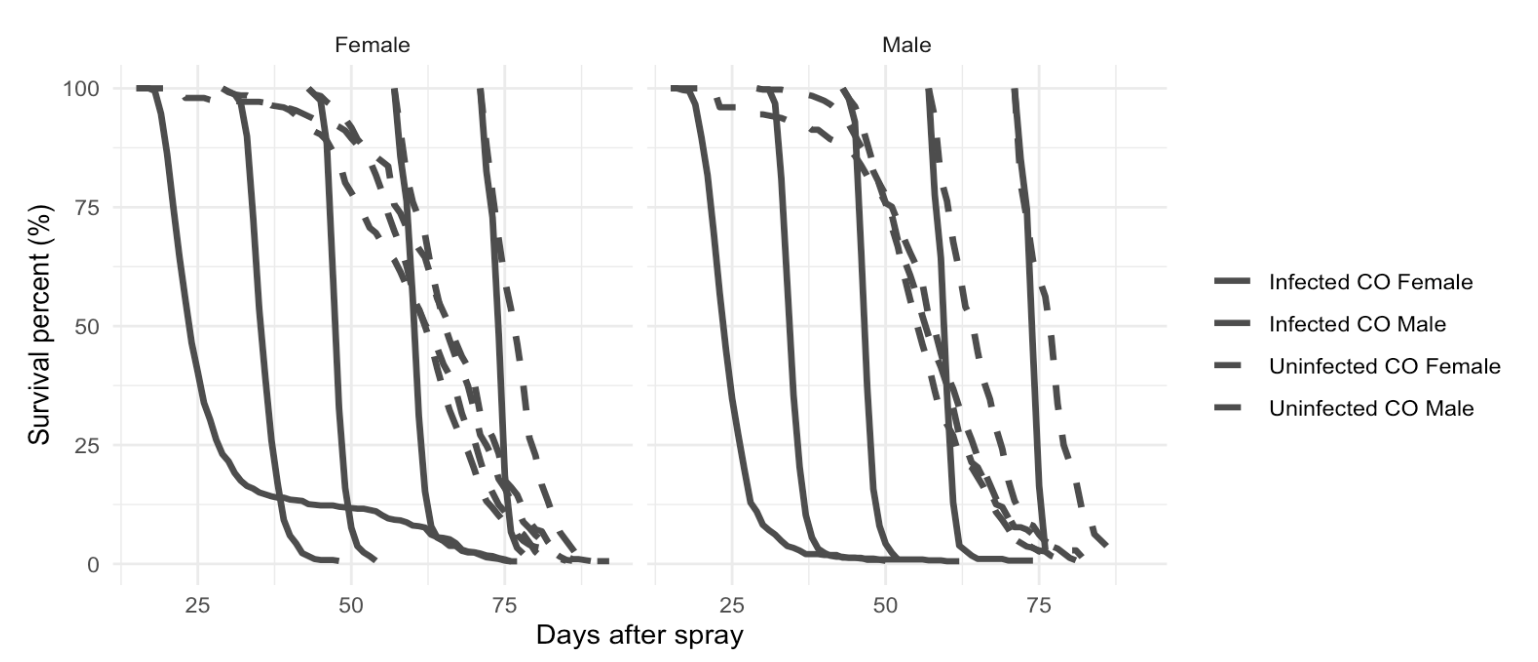 Female
Male
Survival percent (%)
100
75
50
25
0
25
50
75
25
50
75
Days after spray
Infected CO Female
Infected CO Male
Uninfected CO Female
Uninfected CO Male